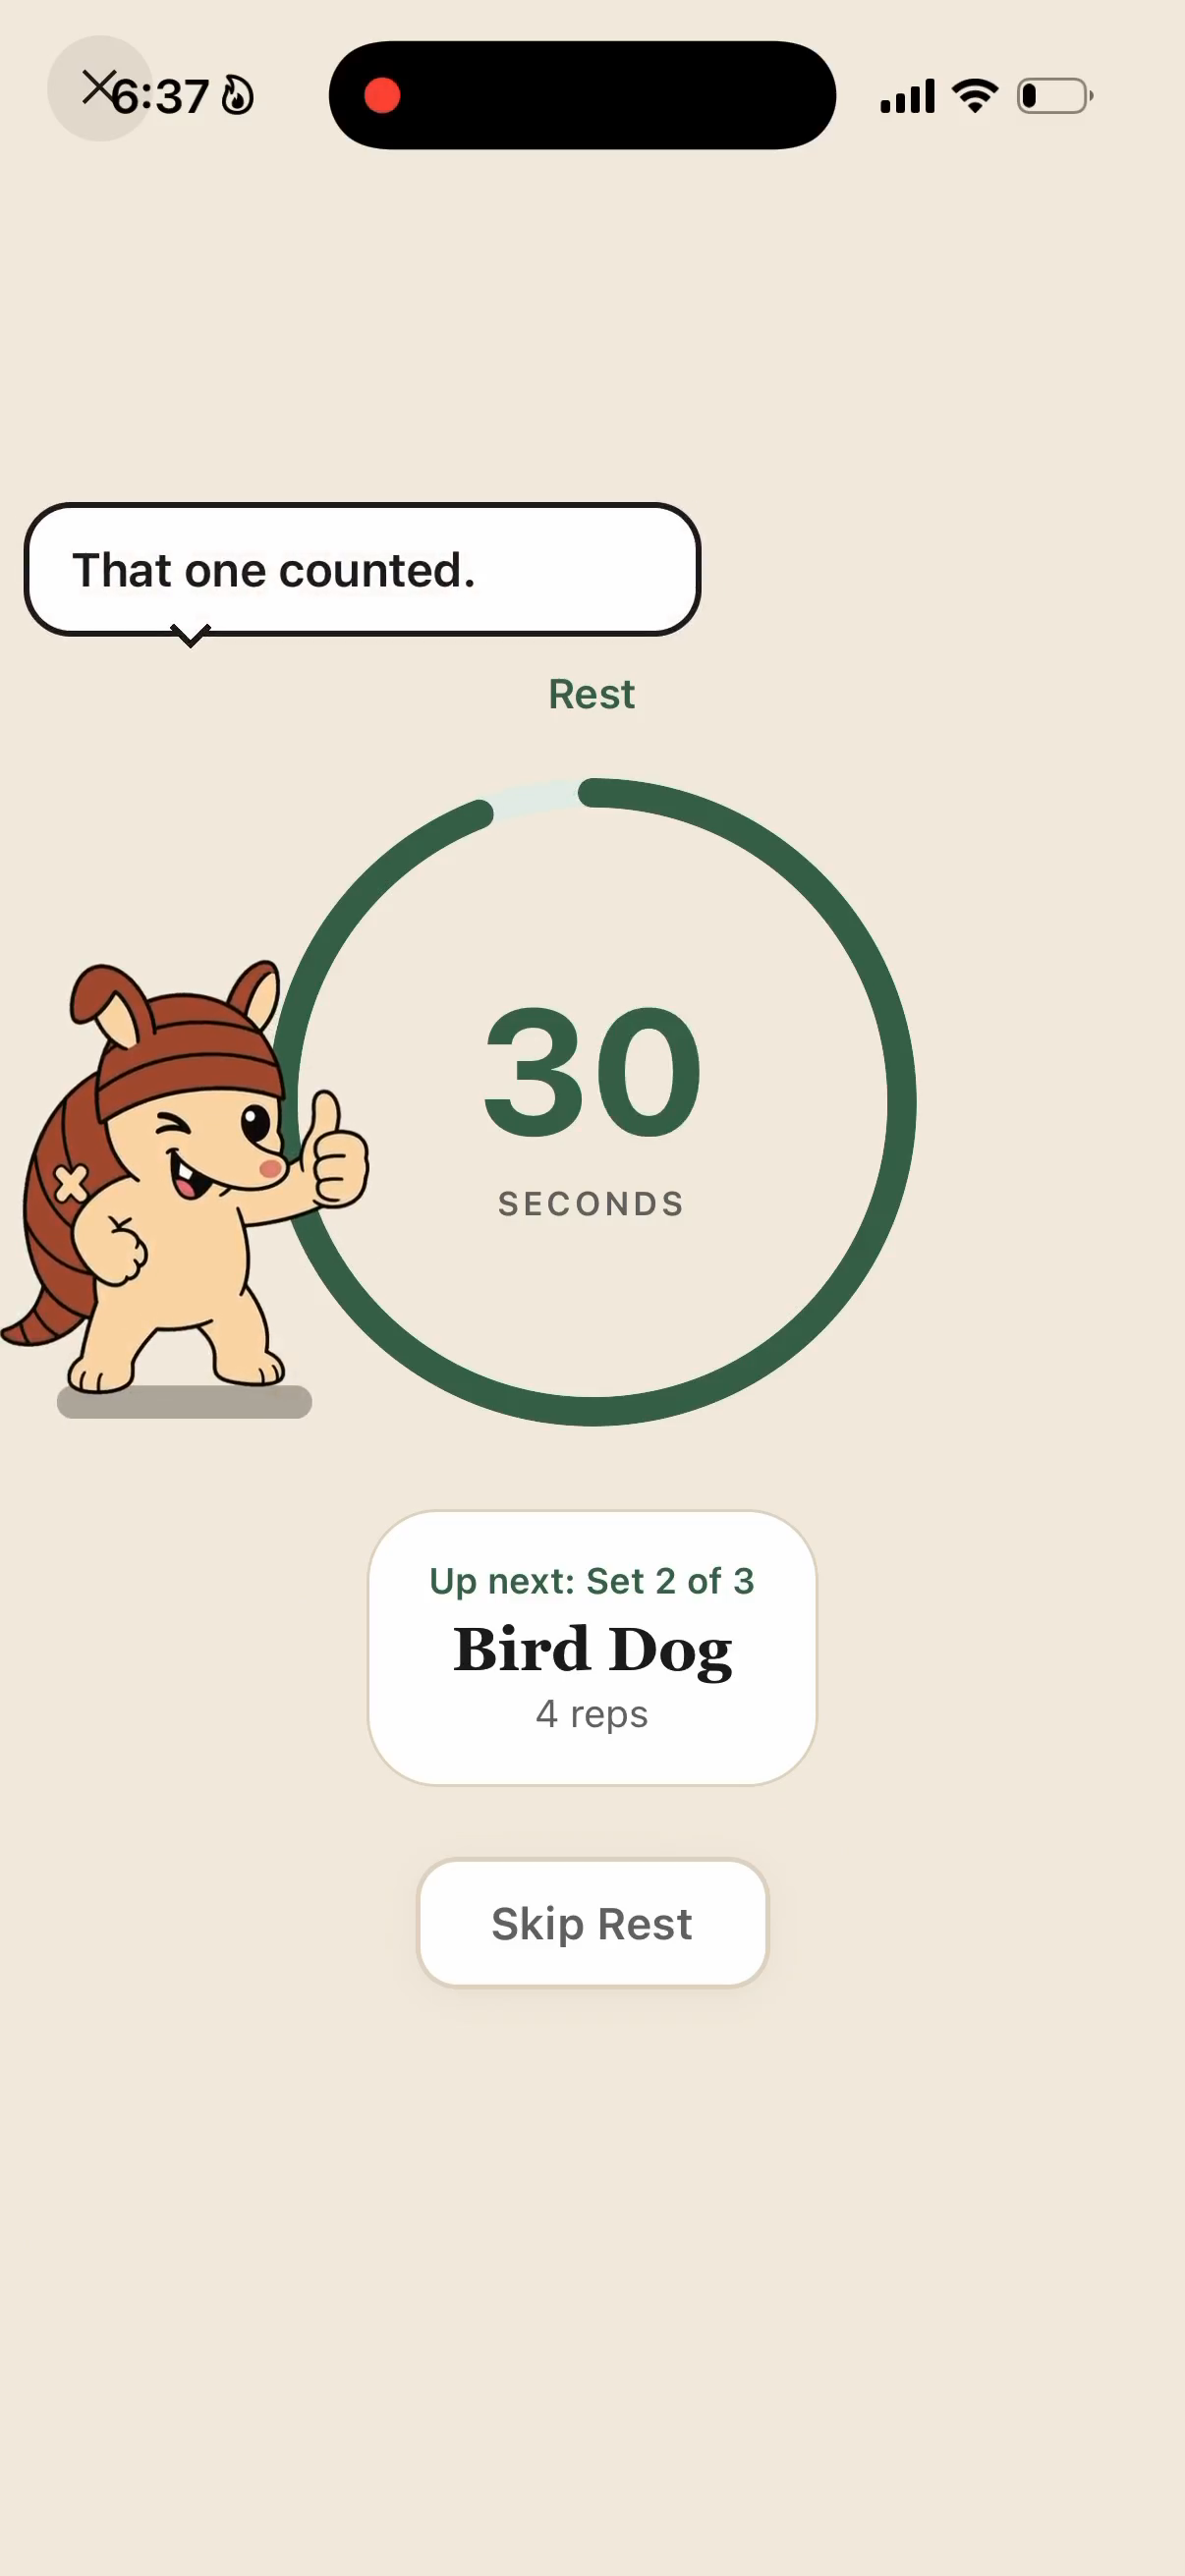 6:37
That one counted.
Rest
30
SECONDS
Up next: Set 2 of 3
Bird Dog
4 reps
Skip Rest